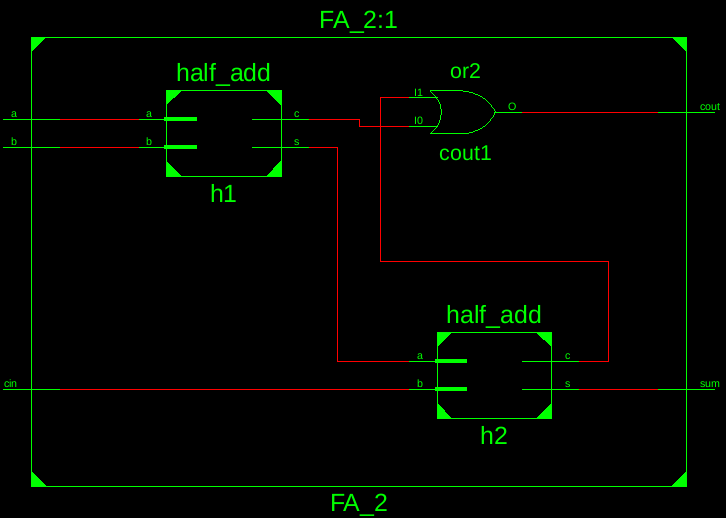 FA_2:1
half_add
or2
a
b
a
b
c
s
I1
I0
O
cout
cout1
h1
half_add
a
b
c
s
cin
sum
h2
FA_2